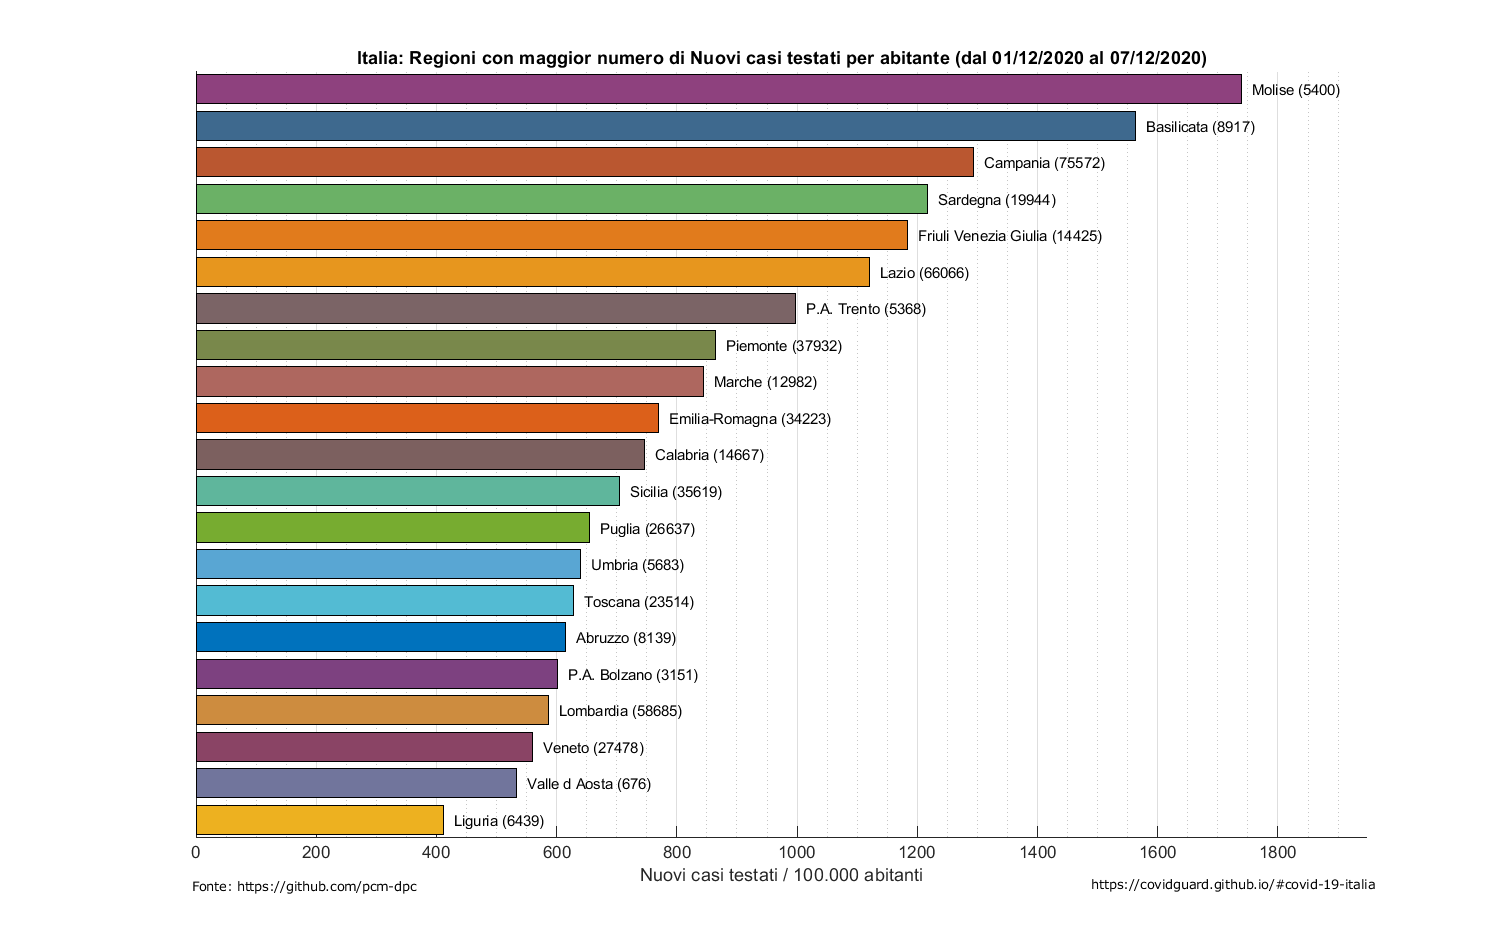 Italia: Regioni con maggior numero di Nuovi casi testati per abitante (dal 01/12/2020 al 07/12/2020)
Molise (5400)
Basilicata (8917)
Campania (75572)
Sardegna (19944)
Friuli Venezia Giulia (14425)
Lazio (66066)
P.A. Trento (5368)
Piemonte (37932)
Marche (12982)
Emilia-Romagna (34223)
Calabria (14667)
Sicilia (35619)
Puglia (26637)
Umbria (5683)
Toscana (23514)
Abruzzo (8139)
P.A. Bolzano (3151)
Lombardia (58685)
Veneto (27478)
Valle d Aosta (676)
Liguria (6439)
0 200 400 600 800 1000 1200 1400 1600 1800
Nuovi casi testati / 100.000 abitanti
Fonte: https://github.com/pcm-dpc
https://covidguard.github.io/#covid-19-italia